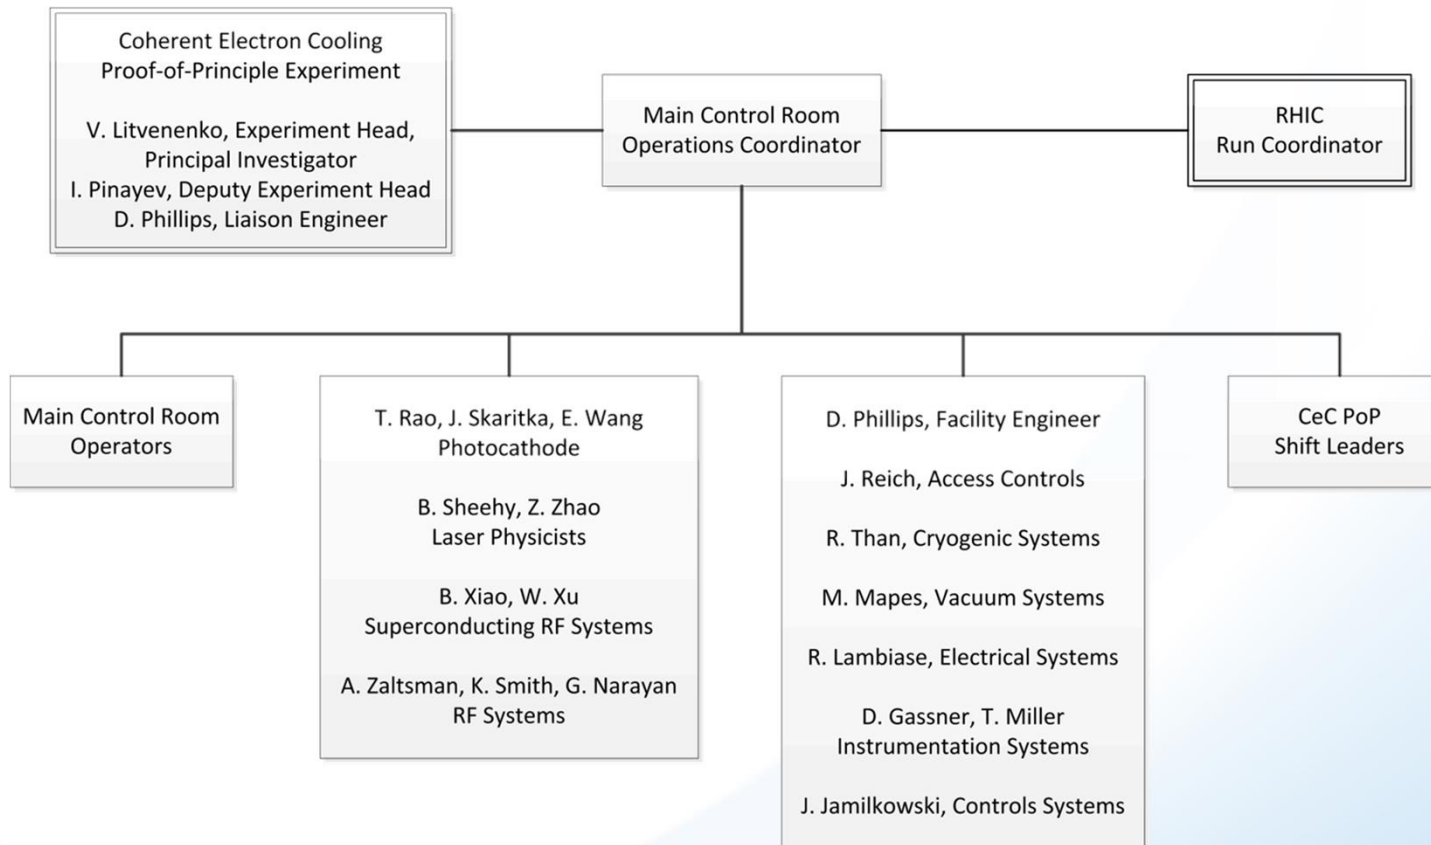 Coherent Electron Cooling
Proof-of-Principle Experiment
V. Litvenenko, Experiment Head,
Principal Investigator
I. Pinayev, Deputy Experiment Head
D. Phillips, Liaison Engineer
Main Control Room
Operations Coordinator
RHIC
Run Coordinator
Main Control Room
Operators
T. Rao, J. Skaritka, E. Wang
Photocathode
B. Sheehy, Z. Zhao
Laser Physicists
B. Xiao, W. Xu
Superconducting RF Systems
A. Zaltsman, K. Smith, G. Narayan
RF Systems
D. Phillips, Facility Engineer
J. Reich, Access Controls
R. Than, Cryogenic Systems
M. Mapes, Vacuum Systems
R. Lambiase, Electrical Systems
D. Gassner, T. Miller
Instrumentation Systems
J. Jamilkowski, Controls Systems
CeC PoP
Shift Leaders